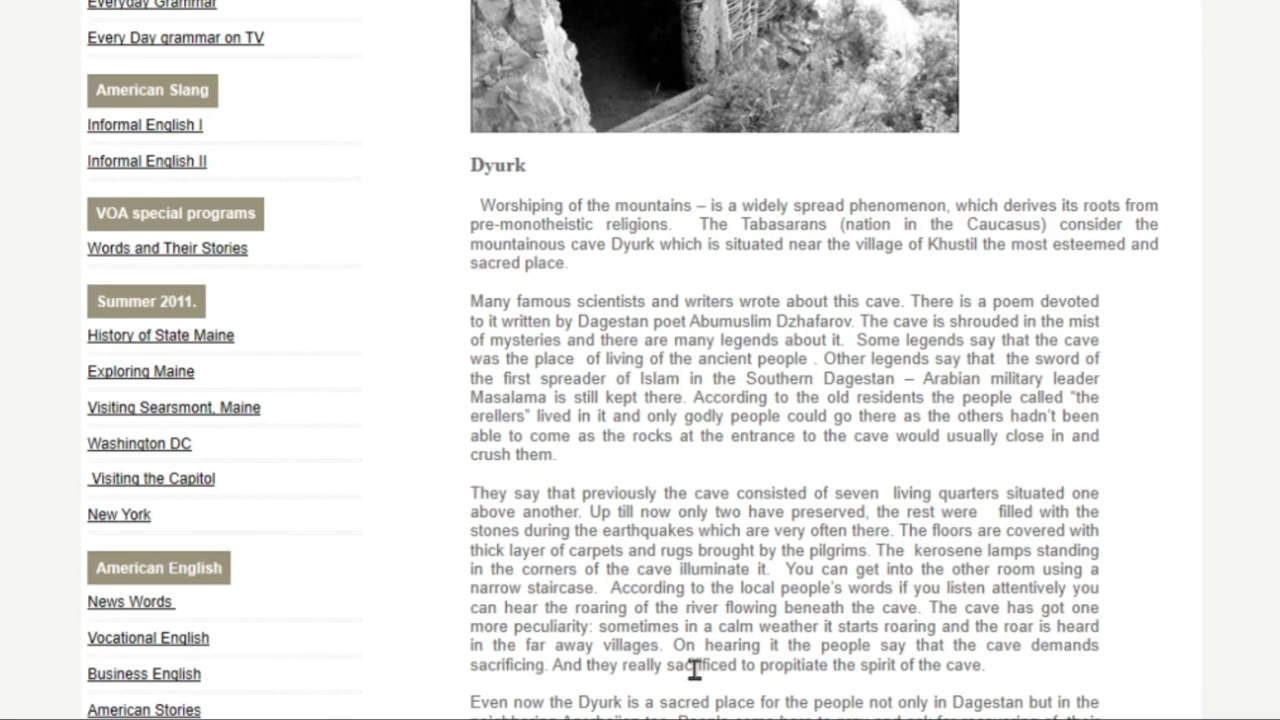 Everyday Grammar
Every Day grammar on TV
American Slang
Informal English I
Informal English II
VOA special programs
Words and Their Stories
Summer 2011.
History of State Maine
Exploring Maine
Visiting Searsmont, Maine
Washington DC
Visiting the Capitol
New York
American English
News Words
Vocational English
Business English
American Stories
Dyurk
Worshiping of the mountains – is a widely spread phenomenon, which derives its roots from
pre-monotheistic religions. The Tabasarans (nation in the Caucasus) consider the
mountainous cave Dyurk which is situated near the village of Khustil the most esteemed and
sacred place.
Many famous scientists and writers wrote about this cave. There is a poem devoted
to it written by Dagestan poet Abumuslim Dzhafarov. The cave is shrouded in the mist
of mysteries and there are many legends about it. Some legends say that the cave
was the place of living of the ancient people . Other legends say that the sword of
the first spreader of Islam in the Southern Dagestan – Arabian military leader
Masalama is still kept there. According to the old residents the people called “the
erellers” lived in it and only godly people could go there as the others hadn’t been
able to come as the rocks at the entrance to the cave would usually close in and
crush them.
They say that previously the cave consisted of seven living quarters situated one
above another. Up till now only two have preserved, the rest were filled with the
stones during the earthquakes which are very often there. The floors are covered with
thick layer of carpets and rugs brought by the pilgrims. The kerosene lamps standing
in the corners of the cave illuminate it. You can get into the other room using a
narrow staircase. According to the local people’s words if you listen attentively you
can hear the roaring of the river flowing beneath the cave. The cave has got one
more peculiarity: sometimes in a calm weather it starts roaring and the roar is heard
in the far away villages. On hearing it the people say that the cave demands
sacrificing. And they really sacrificed to propitiate the spirit of the cave.
Even now the Dyurk is a sacred place for the people not only in Dagestan but in the